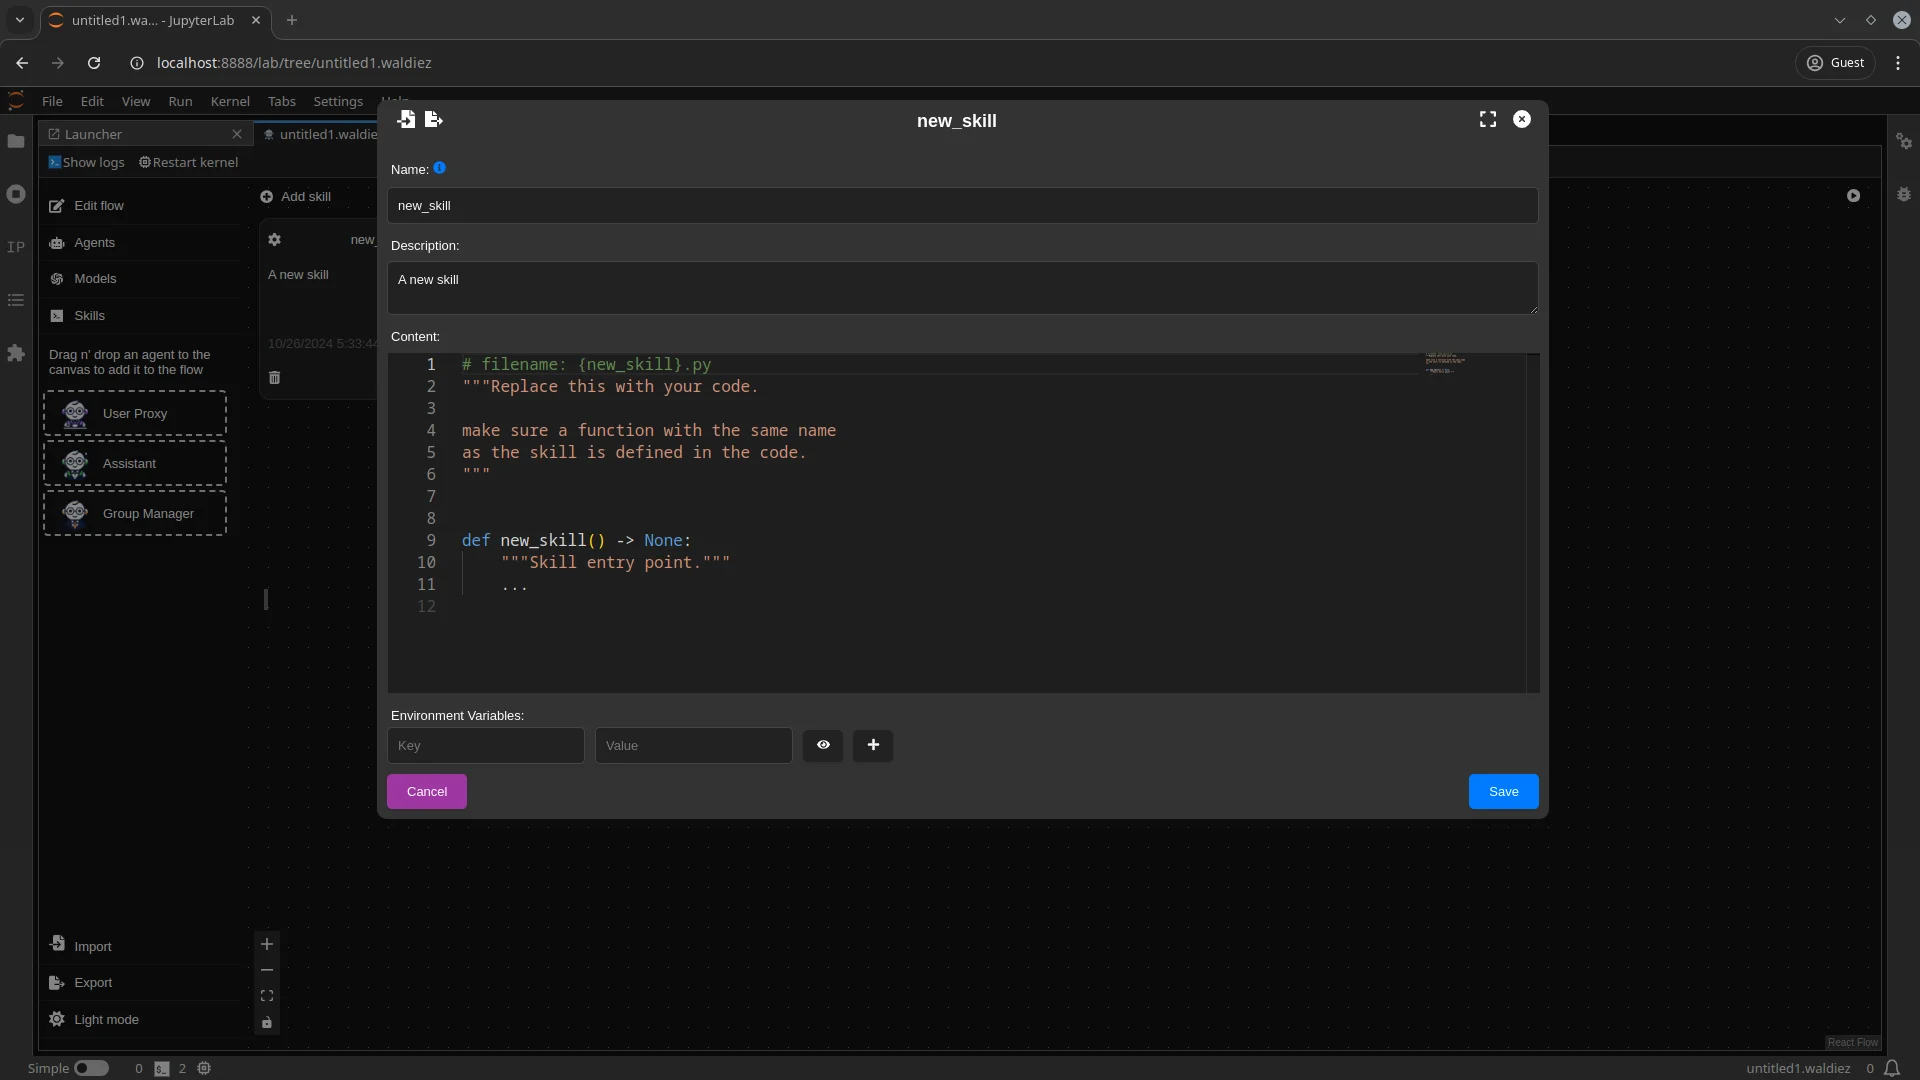 untitled1.wa... - JupyterLab
localhost:8888/lab/tree/untitled1.waldiez
Guest
File Edit View Run Kernel Tabs Settings Help
Launcher
untitled1.waldie
Show logs Restart kernel
Edit flow
Agents
Models
Skills
Drag n' drop an agent to the
canvas to add it to the flow
User Proxy
Assistant
Group Manager
Import
Export
Light mode
Add skill
new_
A new skill
10/26/2024 5:33:44
new_skill
Name:
new_skill
Description:
A new skill
Content:
1 # filename: {new_skill}.py
2 """Replace this with your code.
3
4 make sure a function with the same name
5 as the skill is defined in the code.
6 """
7
8
9 def new_skill() -> None:
10 """Skill entry point."""
11 ...
12
Environment Variables:
Key Value
Cancel Save
React Flow
Simple 0 2
untitled1.waldiez 0